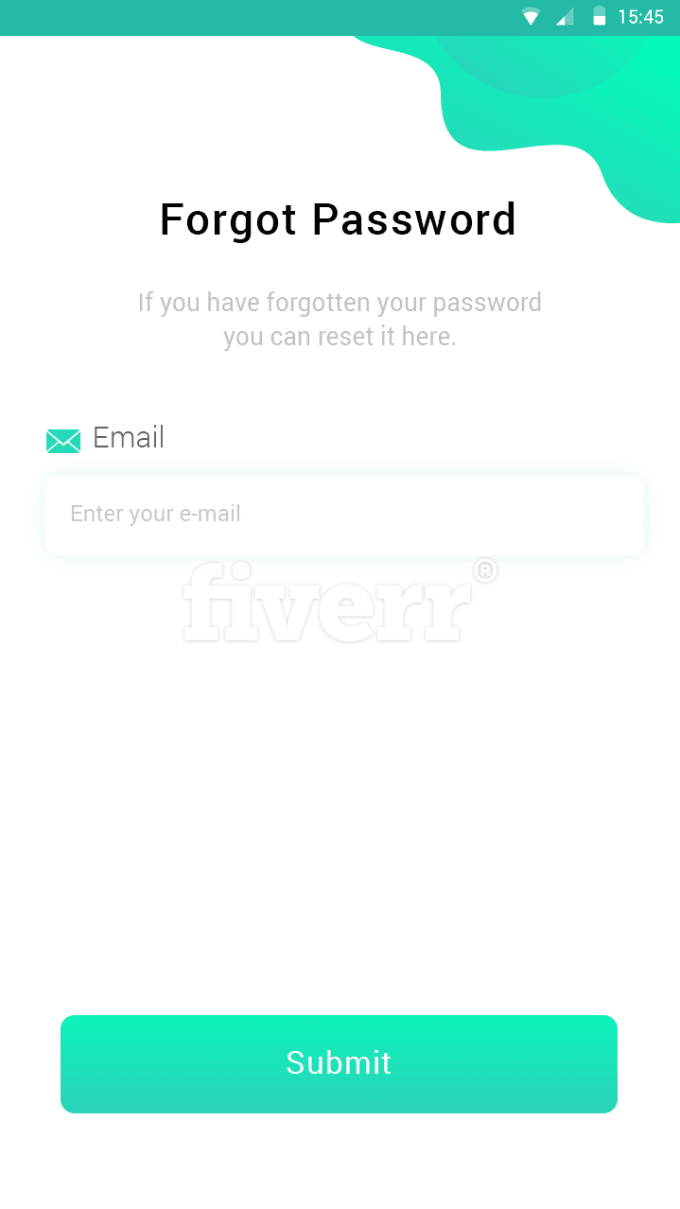 15:45
Forgot Password
If you have forgotten your password
you can reset it here.
Email
Enter your e-mail
fiverr®
Submit